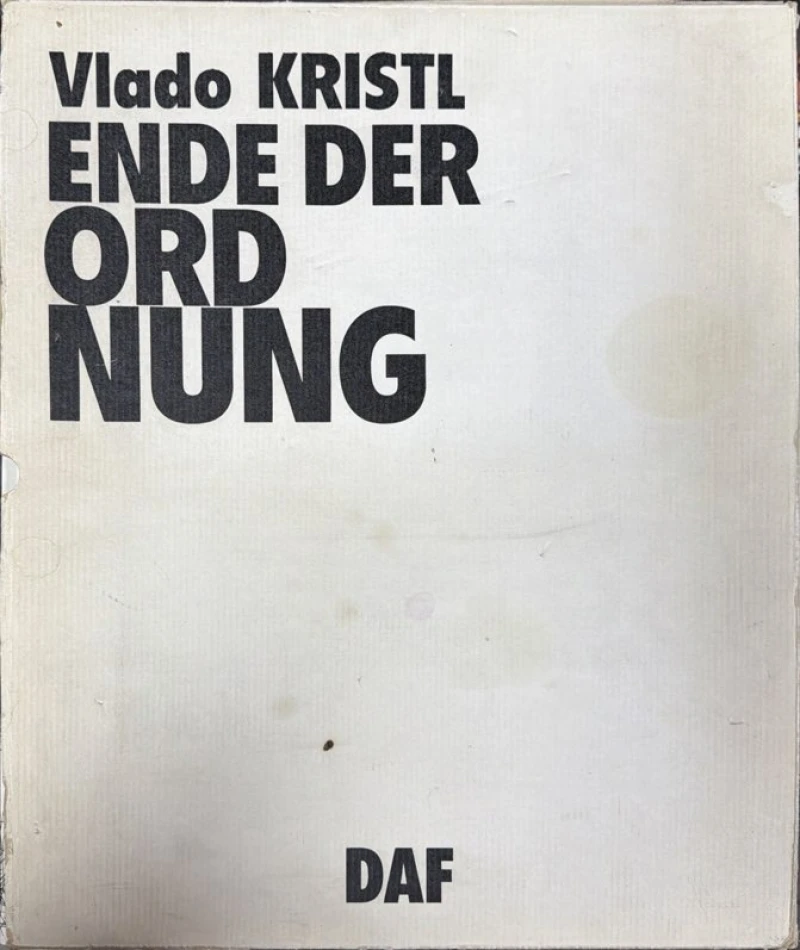 Vlado KRISTL
ENDE DER
ORD
NUNG
DAF